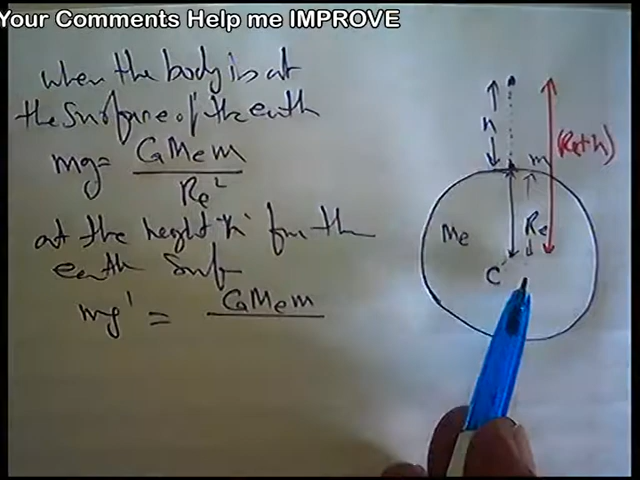 Your Comments Help me IMPROVE
when the body is at
the Surface of the earth
mg = GMem
Re²
at the height 'h' from the
earth Surf
mg' = GMem
h
m
(Re+h)
Me
Re
C